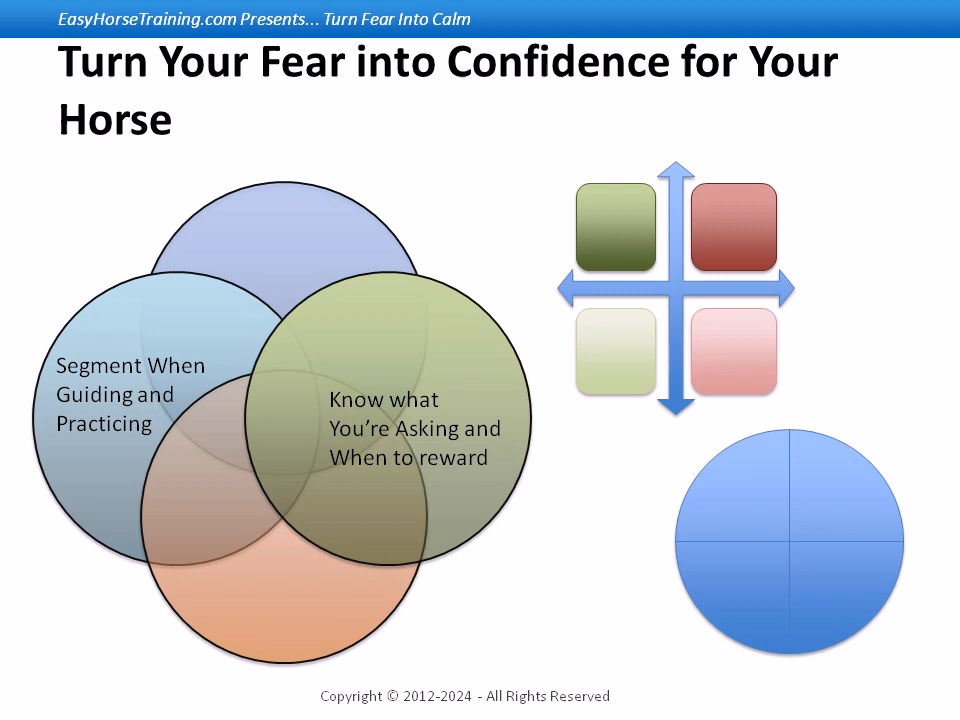 EasyHorseTraining.com Presents... Turn Fear Into Calm
Turn Your Fear into Confidence for Your
Horse
Segment When
Guiding and
Practicing
Know what
You're Asking and
When to reward
Copyright © 2012-2024 - All Rights Reserved